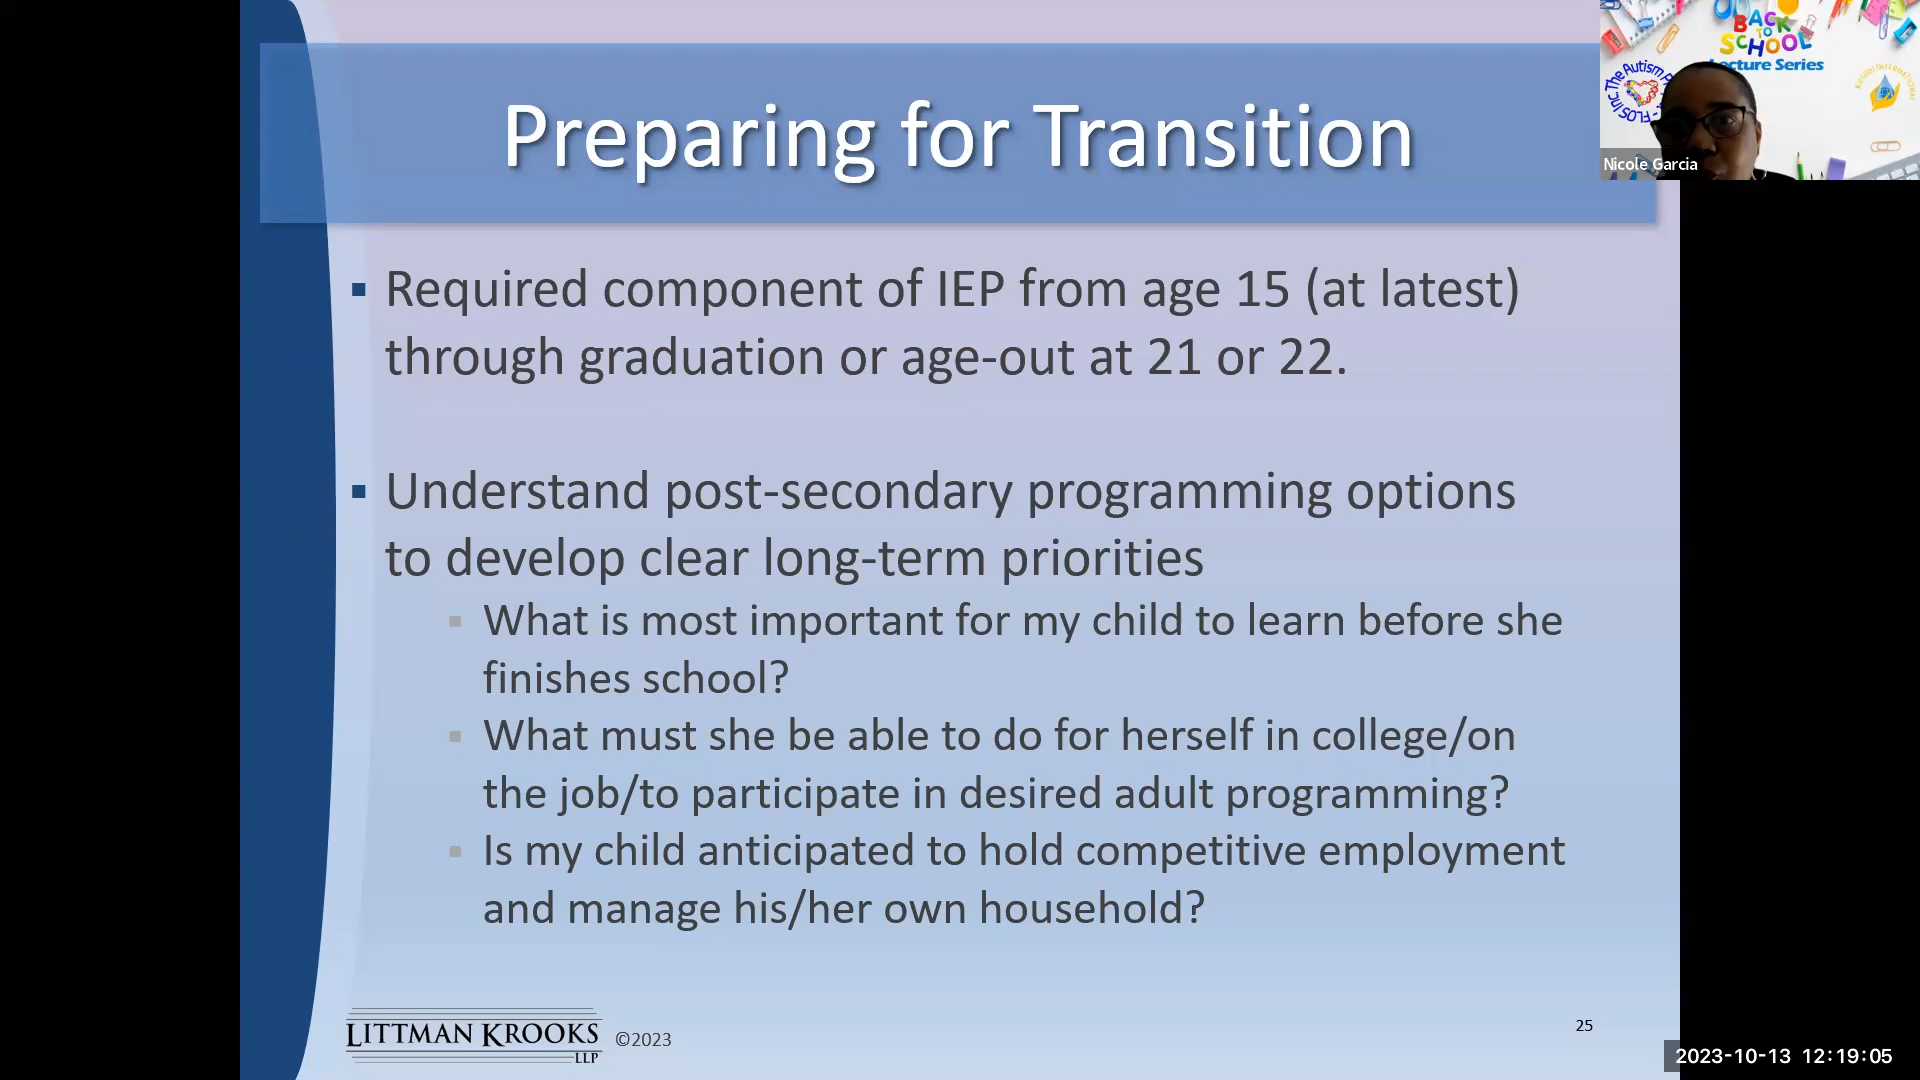 Preparing for Transition
Required component of IEP from age 15 (at latest)
through graduation or age-out at 21 or 22.
Understand post-secondary programming options
to develop clear long-term priorities
What is most important for my child to learn before she
finishes school?
What must she be able to do for herself in college/on
the job/to participate in desired adult programming?
Is my child anticipated to hold competitive employment
and manage his/her own household?
LITTMAN KROOKS
LLP
©2023
25
BACK
TO
SCHOOL
Lecture Series
The Autism
FLOS Inc
Nicole Garcia
2023-10-13 12:19:05